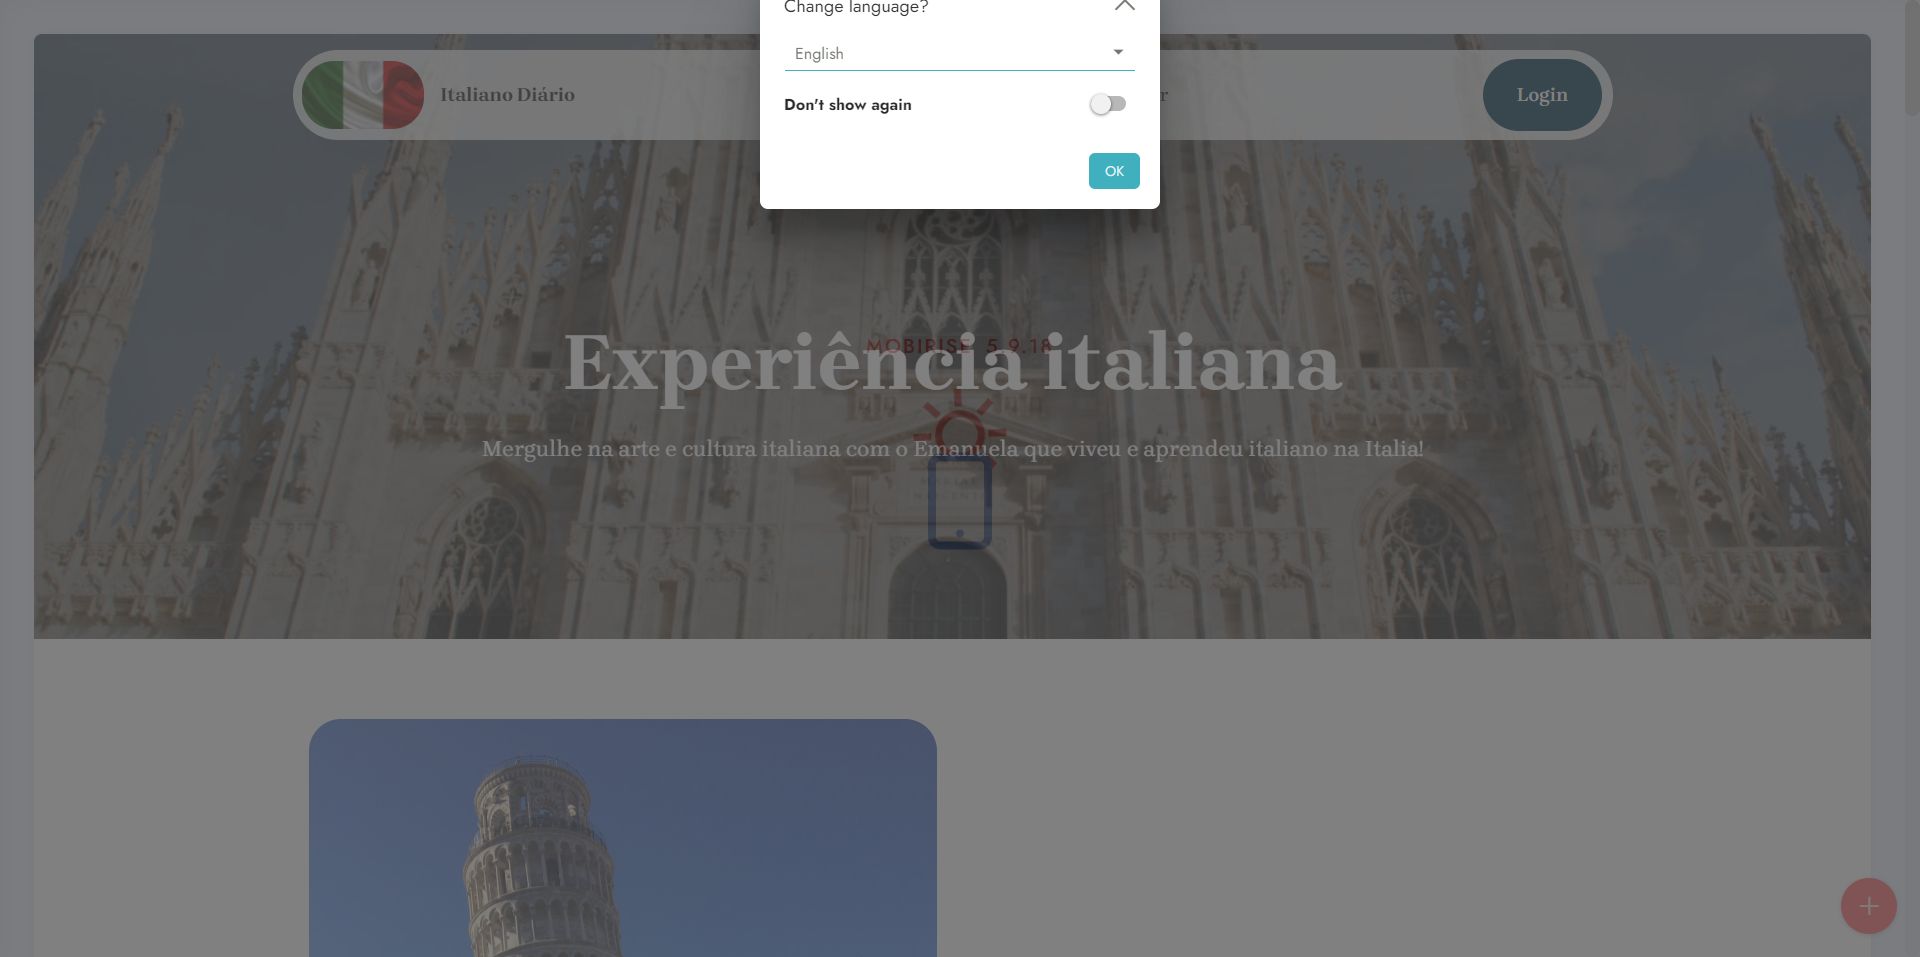 Change language?
English
Don't show again
OK
Italiano Diário
r
Login
MOBIRISE 5.9.18
Experiência italiana
Mergulhe na arte e cultura italiana com o Emanuela que viveu e aprendeu italiano na Italia!